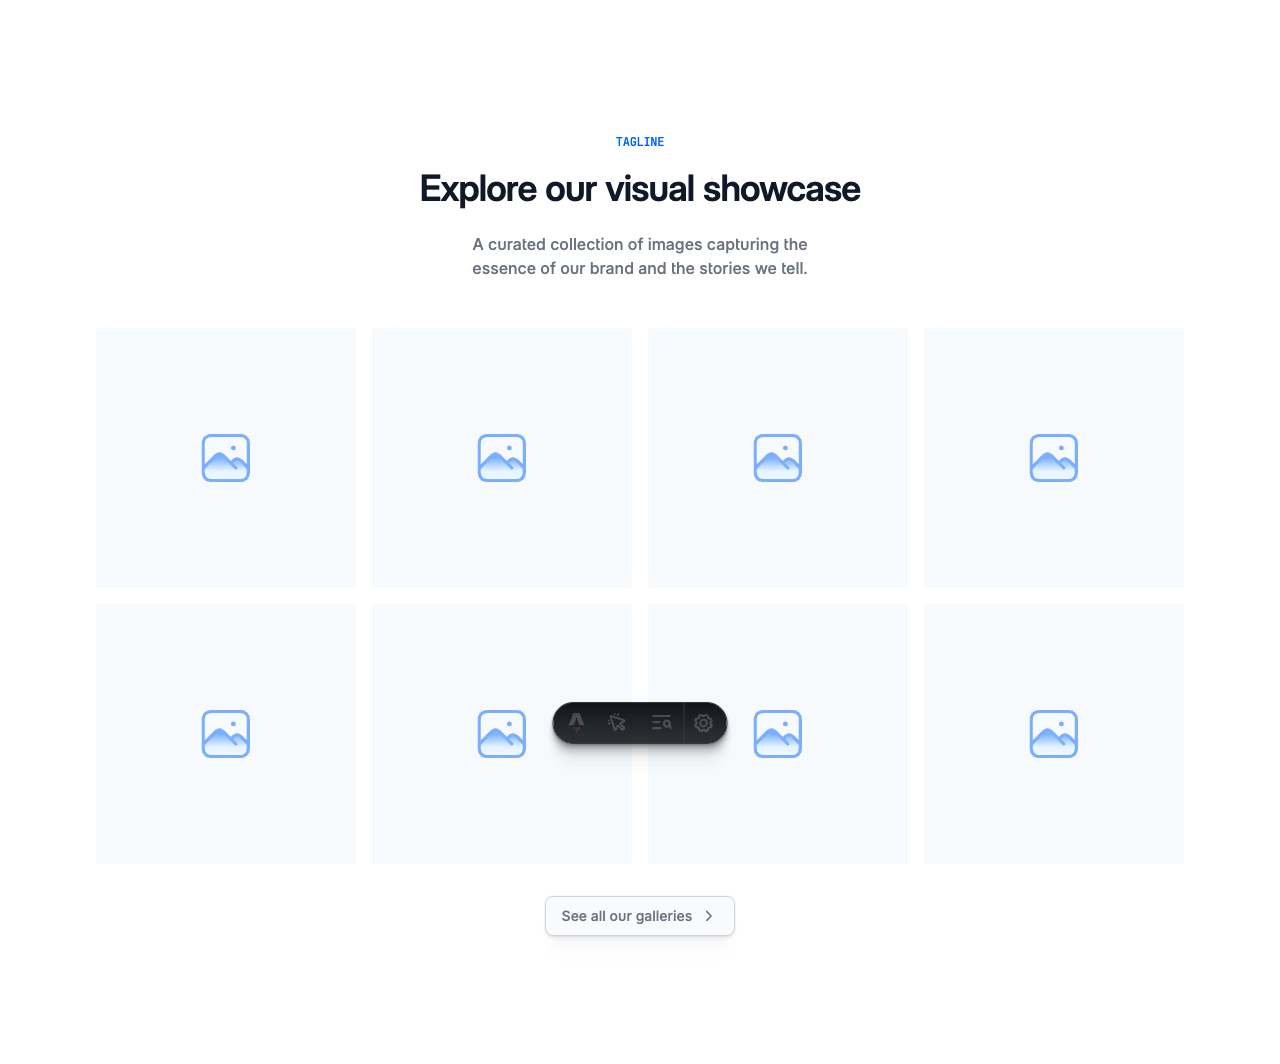 TAGLINE
Explore our visual showcase
A curated collection of images capturing the
essence of our brand and the stories we tell.
See all our galleries